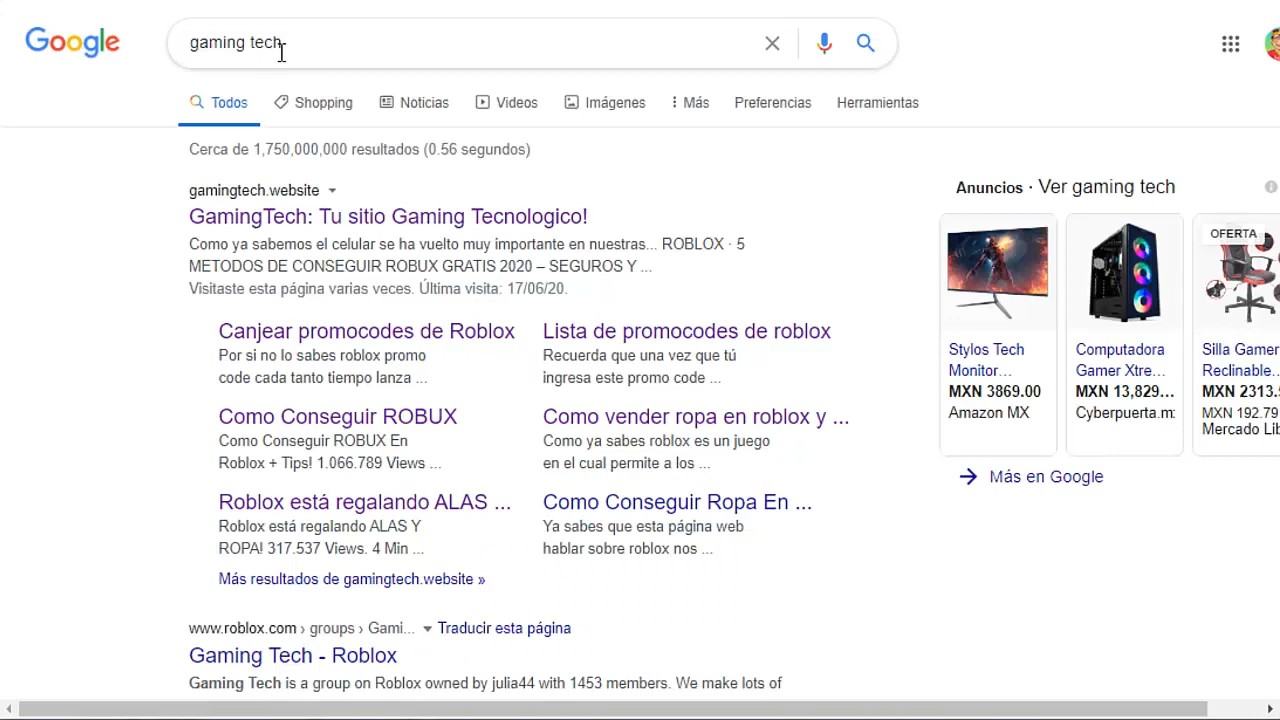 Google
gaming tech
Todos
Shopping
Noticias
Videos
Imágenes
Más
Preferencias
Herramientas
Cerca de 1,750,000,000 resultados (0.56 segundos)
gamingtech.website
GamingTech: Tu sitio Gaming Tecnologico!
Como ya sabemos el celular se ha vuelto muy importante en nuestras... ROBLOX · 5
METODOS DE CONSEGUIR ROBUX GRATIS 2020 – SEGUROS Y ...
Visitaste esta página varias veces. Última visita: 17/06/20.
Canjear promocodes de Roblox
Por si no lo sabes roblox promo
code cada tanto tiempo lanza ...
Lista de promocodes de roblox
Recuerda que una vez que tú
ingresa este promo code ...
Como Conseguir ROBUX
Como Conseguir ROBUX En
Roblox + Tips! 1.066.789 Views ...
Como vender ropa en roblox y ...
Como ya sabes roblox es un juego
en el cual permite a los ...
Roblox está regalando ALAS ...
Roblox está regalando ALAS Y
ROPA! 317.537 Views. 4 Min ...
Como Conseguir Ropa En ...
Ya sabes que esta página web
hablar sobre roblox nos ...
Más resultados de gamingtech.website »
www.roblox.com › groups › Gami... Traducir esta página
Gaming Tech - Roblox
Gaming Tech is a group on Roblox owned by julia44 with 1453 members. We make lots of
Anuncios · Ver gaming tech
Stylos Tech
Monitor...
MXN 3869.00
Amazon MX
Computadora
Gamer Xtre...
MXN 13,829...
Cyberpuerta.m
OFERTA
Silla Gamer
Reclinable...
MXN 2313.
MXN 192.79
Mercado Lib
Más en Google